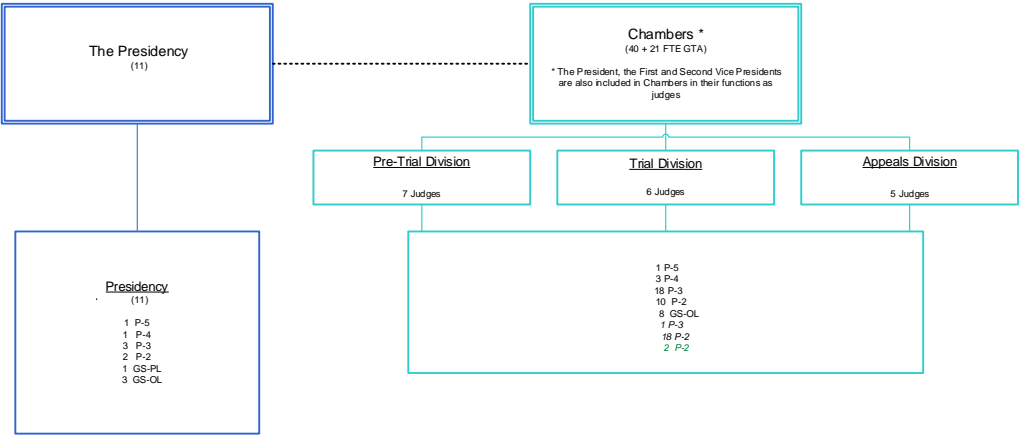 The Presidency
(11)
Chambers *
(40 + 21 FTE GTA)
* The President, the First and Second Vice Presidents
are also included in Chambers in their functions as
judges
Pre-Trial Division
7 Judges
Trial Division
6 Judges
Appeals Division
5 Judges
Presidency
(11)
1 P-5
1 P-4
3 P-3
2 P-2
1 GS-PL
3 GS-OL
1 P-5
3 P-4
18 P-3
10 P-2
8 GS-OL
1 P-3
18 P-2
2 P-2